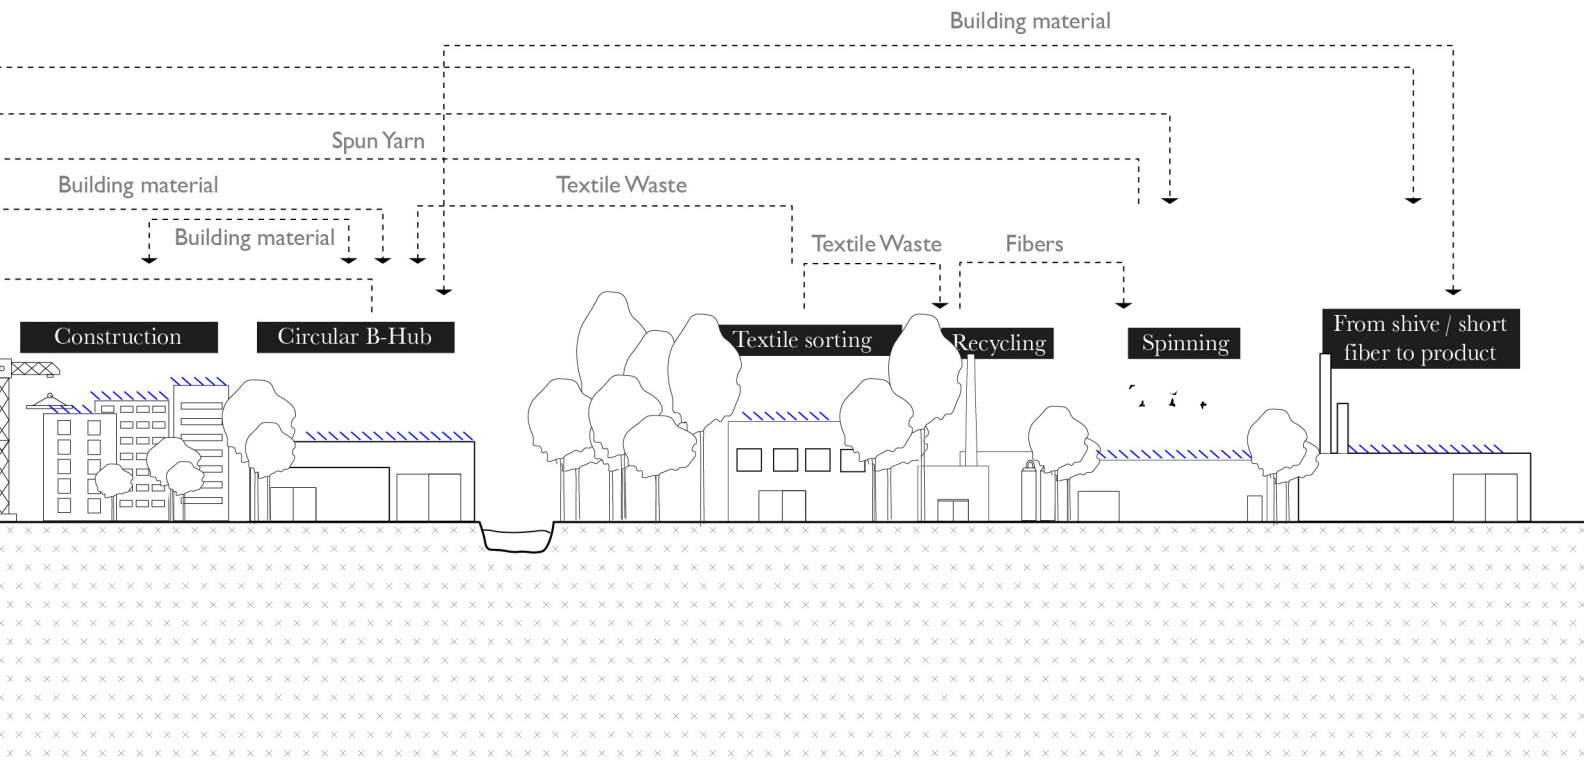 Building material
Spun Yarn
Building material
Textile Waste
Building material
Textile Waste
Fibers
Construction
Circular B-Hub
Textile sorting
Recycling
Spinning
From shive / short
fiber to product